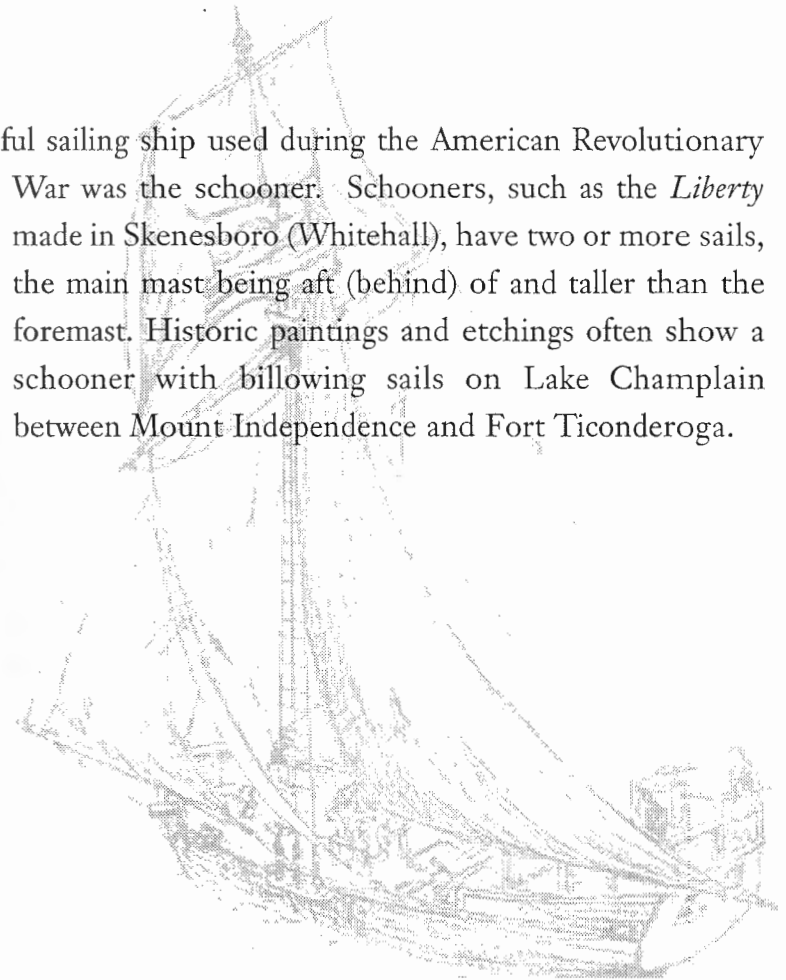 ful sailing ship used during the American Revolutionary
War was the schooner. Schooners, such as the Liberty
made in Skenesboro (Whitehall), have two or more sails,
the main mast being aft (behind) of and taller than the
foremast. Historic paintings and etchings often show a
schooner with billowing sails on Lake Champlain
between Mount Independence and Fort Ticonderoga.